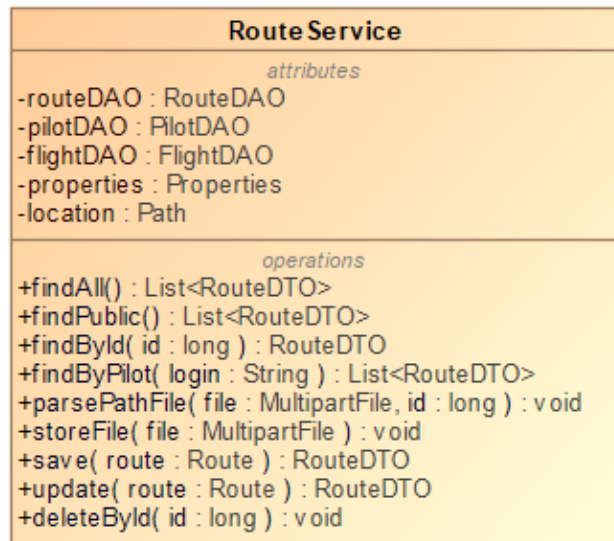 RouteService
attributes
-routeDAO : RouteDAO
-pilotDAO : PilotDAO
-flightDAO : FlightDAO
-properties : Properties
-location : Path
operations
+findAll() : List<RouteDTO>
+findPublic() : List<RouteDTO>
+findById( id : long ) : RouteDTO
+findByPilot( login : String ) : List<RouteDTO>
+parsePathFile( file : MultipartFile, id : long ) : void
+storeFile( file : MultipartFile ) : void
+save( route : Route ) : RouteDTO
+update( route : Route ) : RouteDTO
+deleteById( id : long ) : void